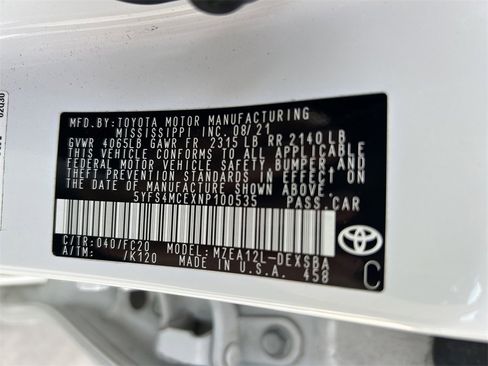 MFD.BY:TOYOTA MOTOR MANUFACTURING
MISSISSIPPI INC. 08/21
GVWR 4065LB GAWR FR 2315 LB RR 2140 LB
THIS VEHICLE CONFORMS TO ALL APPLICABLE
FEDERAL MOTOR VEHICLE SAFETY,BUMPER,AND
THEFT PREVENTION STANDARDS IN EFFECT ON
THE DATE OF MANUFACTURE SHOWN ABOVE.
5YFS4MCEXNP100535 PASS.CAR
C/TR:040/FC20 MODEL:MZEA12L-DEXSBA
A/TM: /K120 MADE IN U.S.A. 458
C